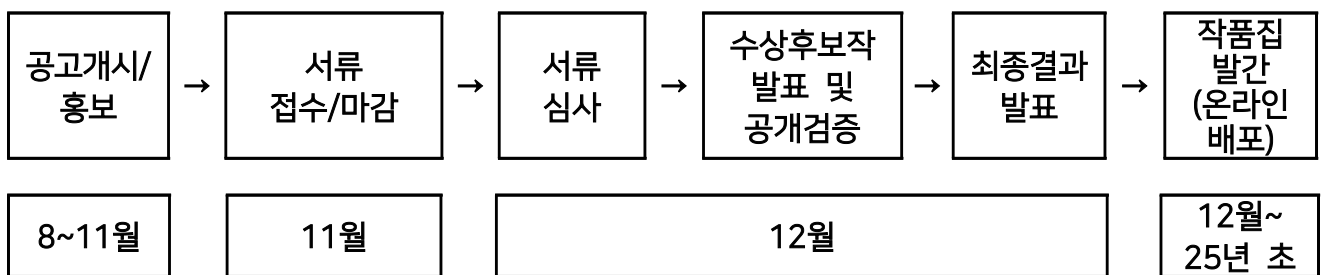 공고개시/
홍보
→
서류
접수/마감
→
서류
심사
→
수상후보작
발표 및
공개검증
→
최종결과
발표
→
작품집
발간
(온라인
배포)
8~11월
11월
12월
12월~
25년 초